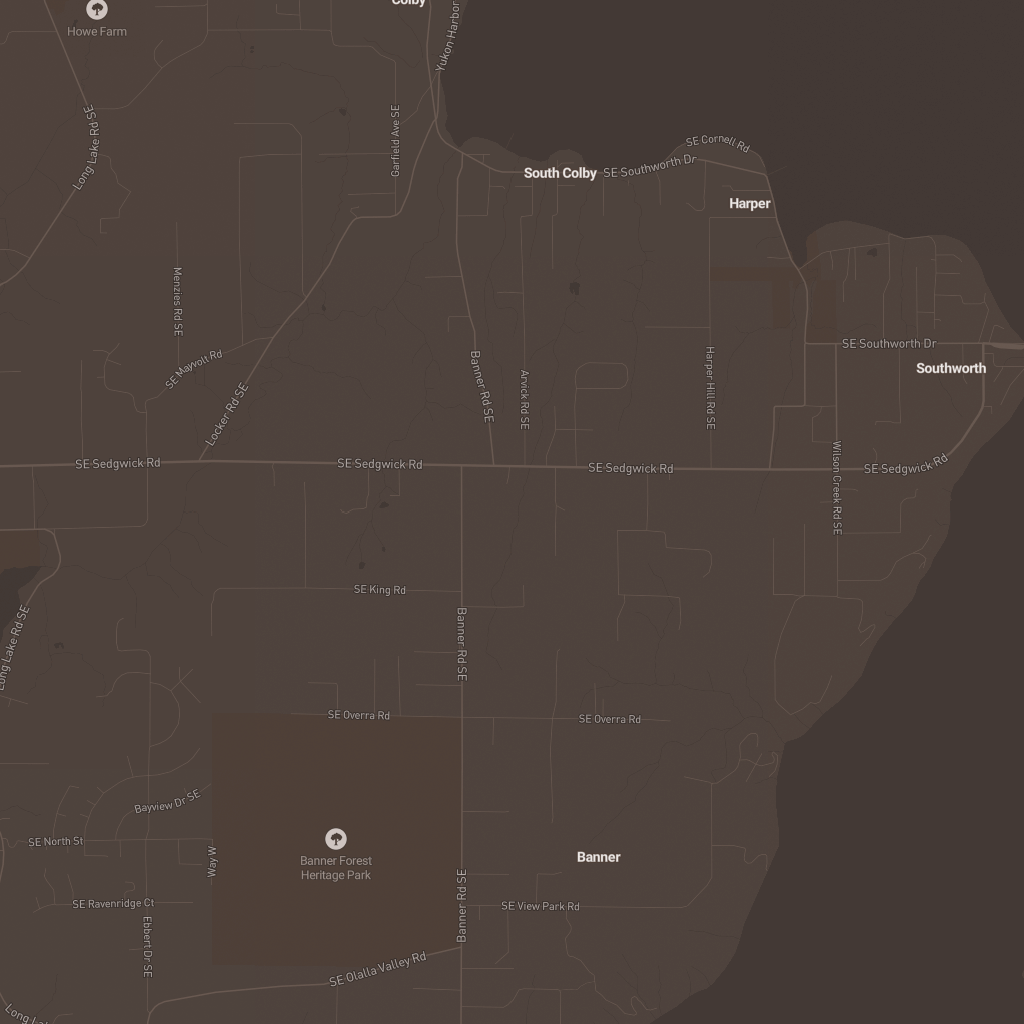 Colby
Howe Farm
Yukon Harbor
Long Lake Rd SE
Garfield Ave SE
SE Cornell Rd
South Colby
SE Southworth Dr
Harper
Menzies Rd SE
SE Southworth Dr
SE Mayvolt Rd
Banner Rd SE
Harper Hill Rd SE
Southworth
Arvick Rd SE
Locker Rd SE
SE Sedgwick Rd
SE Sedgwick Rd
SE Sedgwick Rd
SE Sedgwick Rd
Wilson Creek Rd SE
SE King Rd
Long Lake Rd SE
Banner Rd SE
SE Overra Rd
SE Overra Rd
Bayview Dr SE
SE North St
Way W
Banner Forest
Heritage Park
Banner
SE Ravenridge Ct
SE View Park Rd
Banner Rd SE
Ebbert Dr SE
SE Olalla Valley Rd
Long La